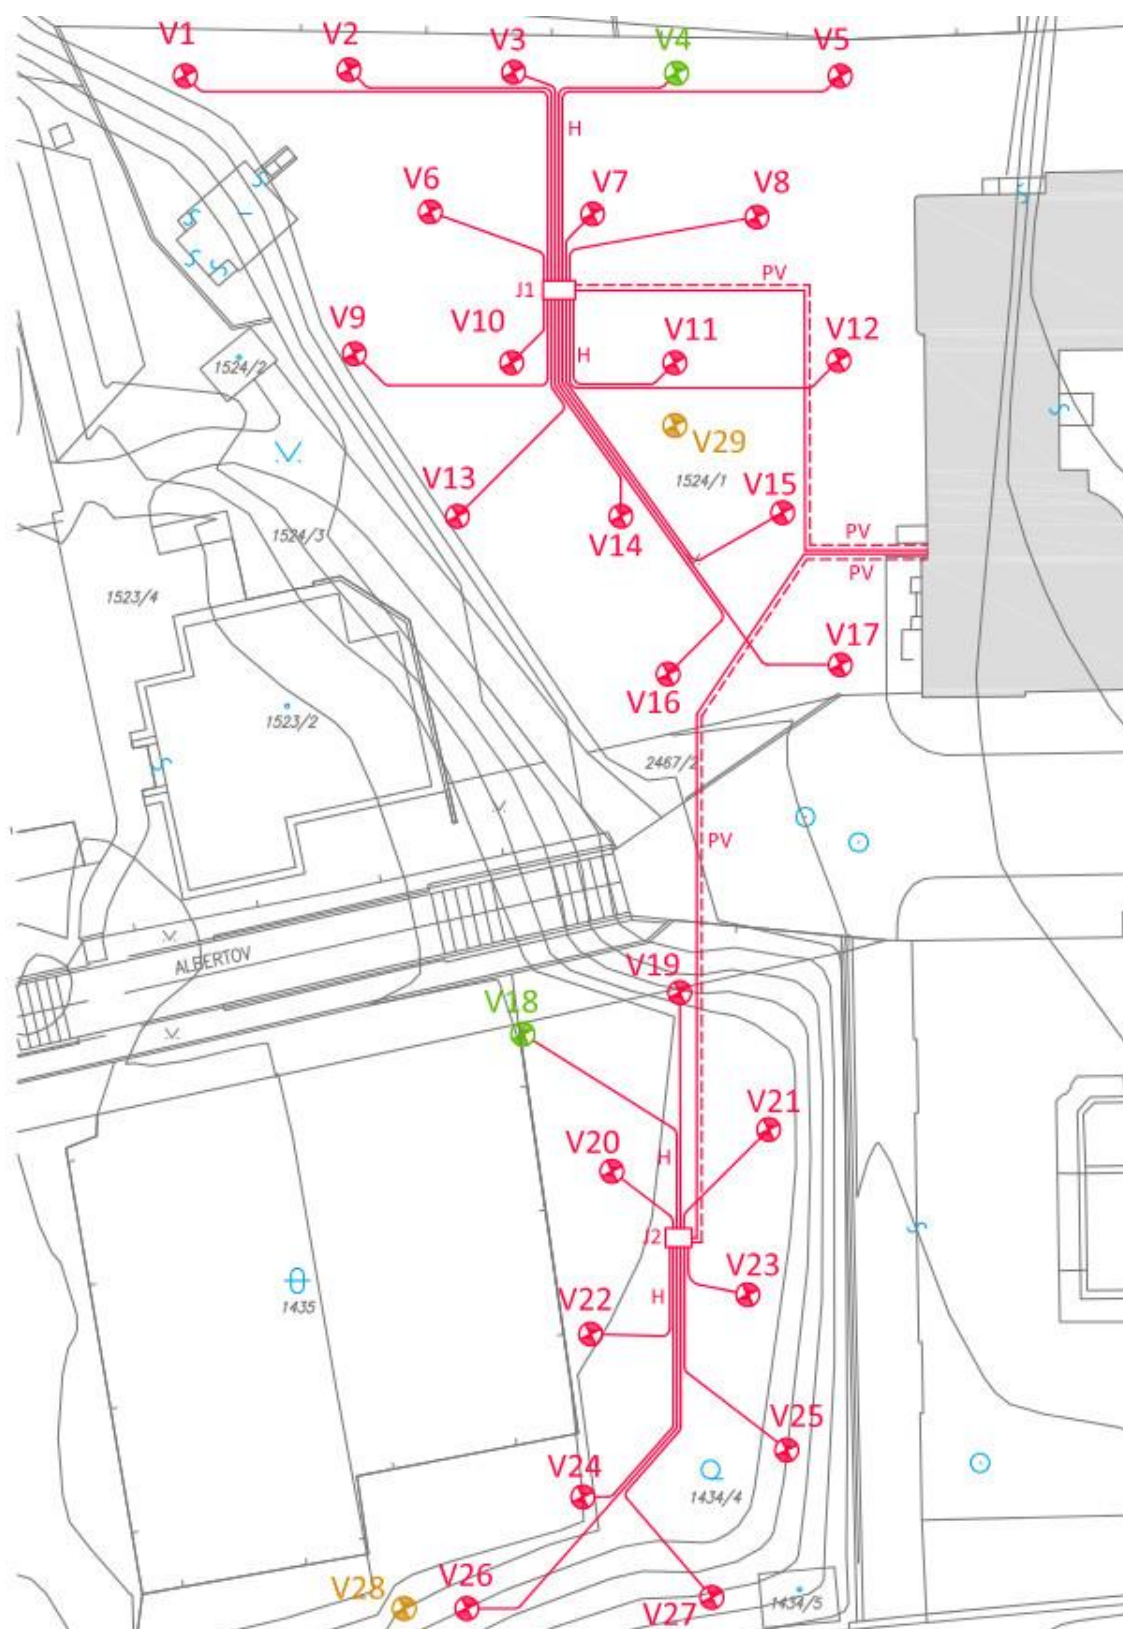 V1 V2 V3 V4 V5
H
V6 V7 V8
PV
J1
V9 V10 H V11 V12
1524/2
V29
1524/1
V13 V14 V15
1524/3
PV
PV
1523/4
V16 V17
1523/2
2467/2
PV
ALBERTOV
V19
V18
V21
V20 H
J2
V23
H
V22
1435
V25
V24
1434/4
V28 V26 V27
1434/5